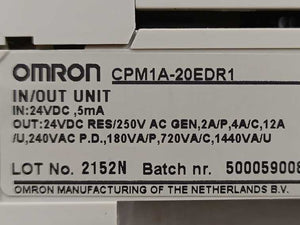 OMRON CPM1A-20EDR1
IN/OUT UNIT
IN:24VDC ,5mA
OUT:24VDC RES/250V AC GEN,2A/P,4A/C,12A
/U,240VAC P.D.,180VA/P,720VA/C,1440VA/U
LOT No. 2152N Batch nr. 500059008
OMRON MANUFACTURING OF THE NETHERLANDS B.V.